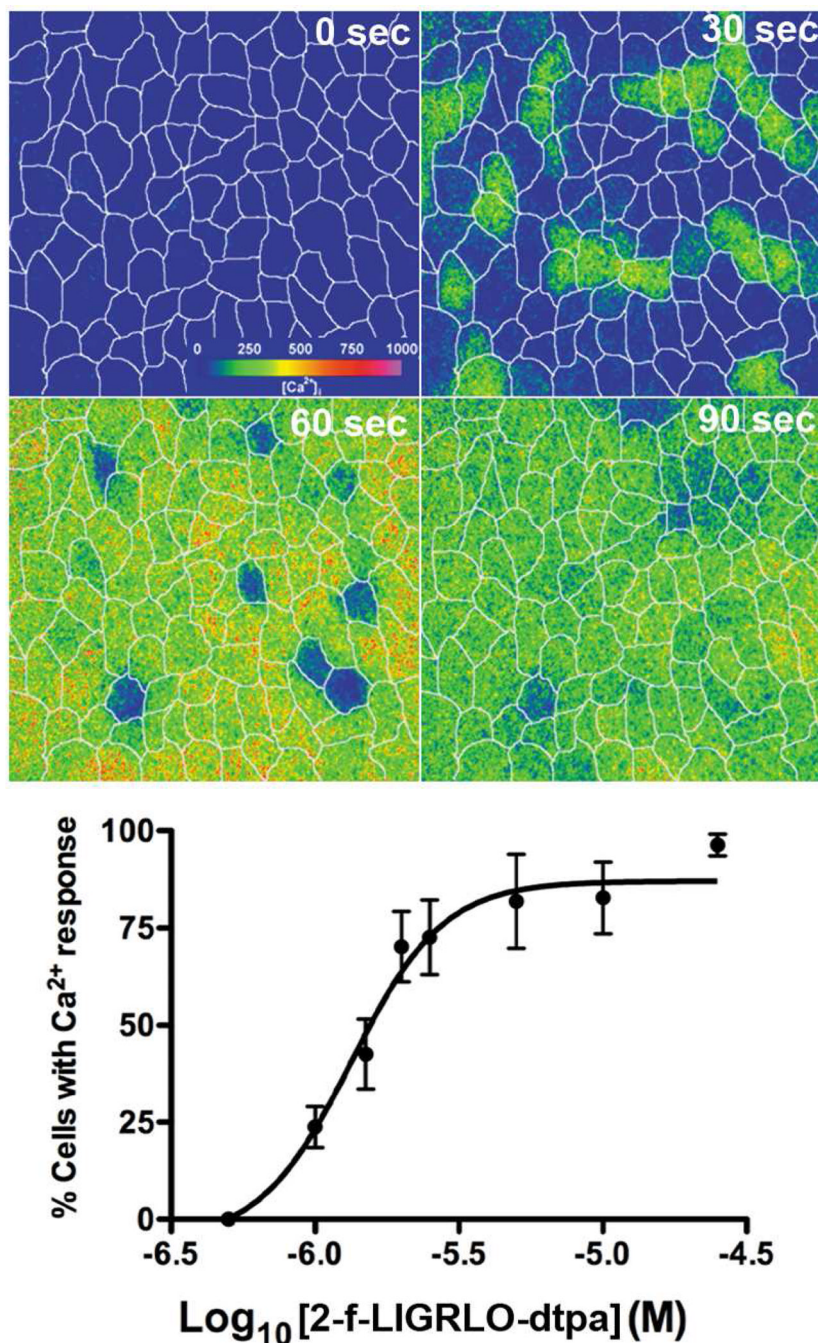 0 sec
30 sec
0 250 500 750 1000
[Ca²⁺]i
60 sec
90 sec
100
75
50
25
0
% Cells with Ca²⁺ response
-6.5 -6.0 -5.5 -5.0 -4.5
Log₁₀ [2-f-LIGRLO-dtpa] (M)